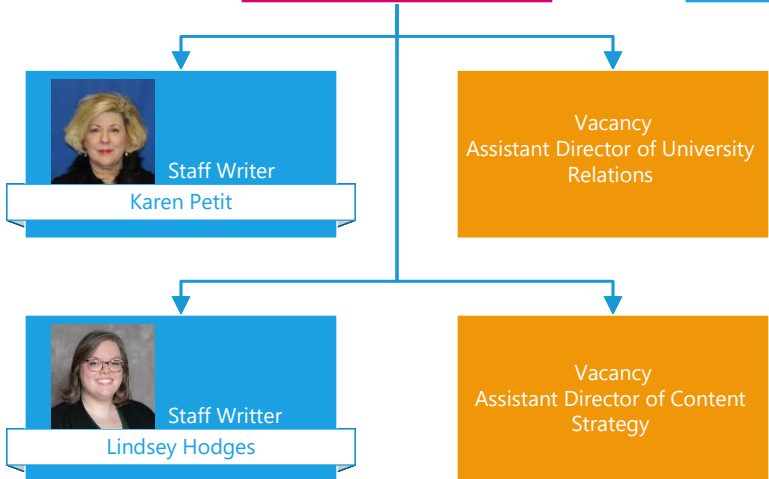 Staff Writer
Karen Petit
Vacancy
Assistant Director of University
Relations
Staff Writter
Lindsey Hodges
Vacancy
Assistant Director of Content
Strategy